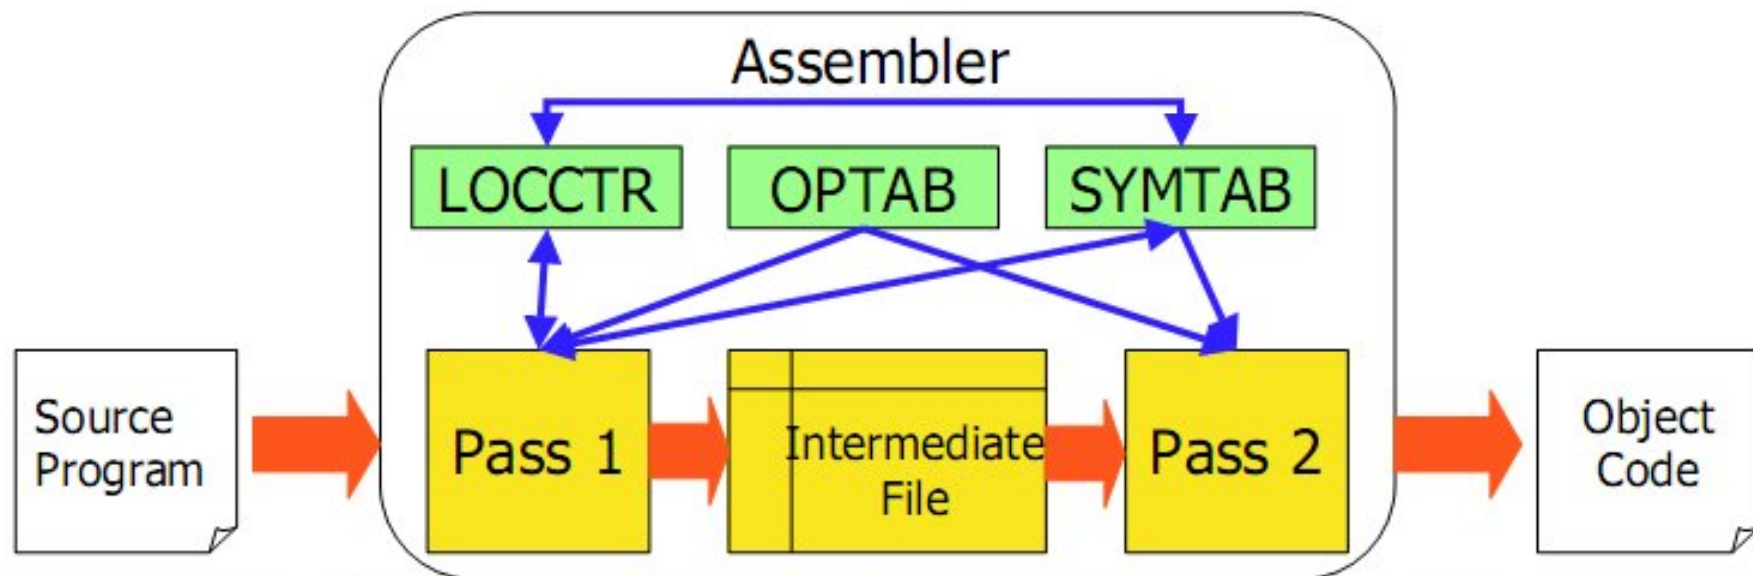 Assembler
LOCCTR
OPTAB
SYMTAB
Source
Program
Pass 1
Intermediate
File
Pass 2
Object
Code